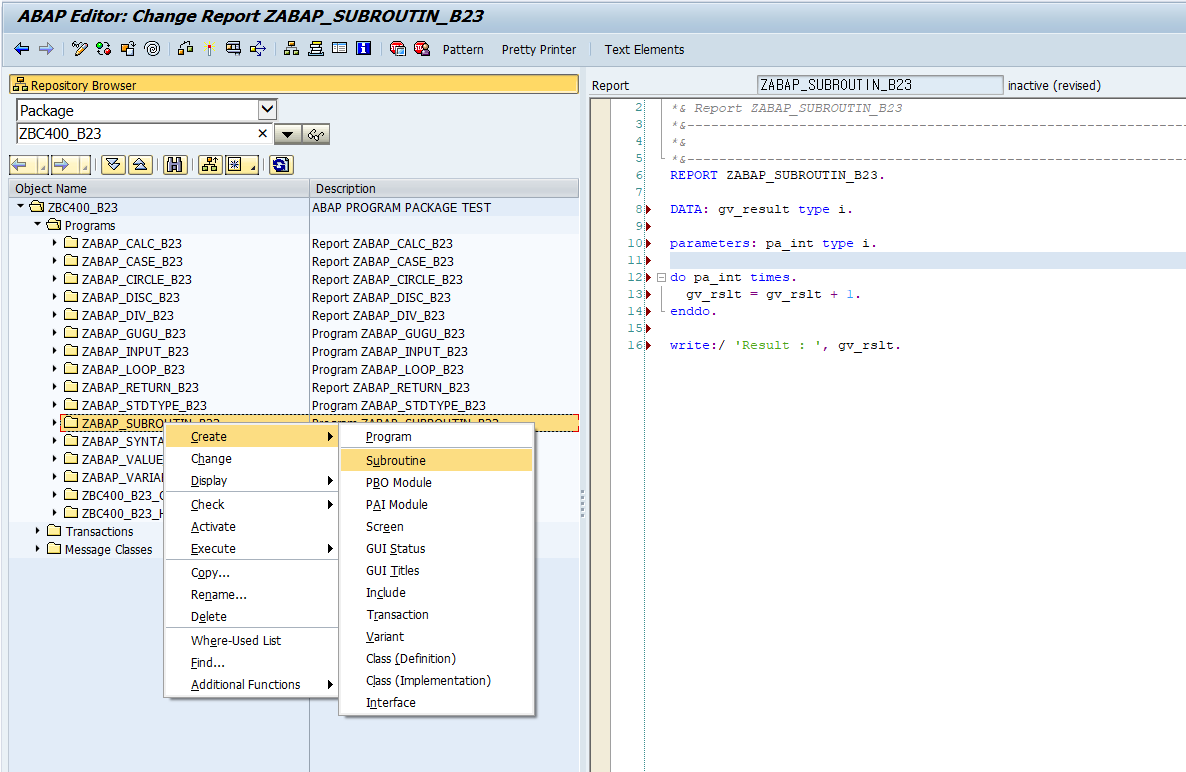 ABAP Editor: Change Report ZABAP_SUBROUTIN_B23
Pattern Pretty Printer Text Elements
Repository Browser
Package
ZBC400_B23
Object Name Description
ZBC400_B23 ABAP PROGRAM PACKAGE TEST
Programs
ZABAP_CALC_B23 Report ZABAP_CALC_B23
ZABAP_CASE_B23 Report ZABAP_CASE_B23
ZABAP_CIRCLE_B23 Report ZABAP_CIRCLE_B23
ZABAP_DISC_B23 Report ZABAP_DISC_B23
ZABAP_DIV_B23 Report ZABAP_DIV_B23
ZABAP_GUGU_B23 Program ZABAP_GUGU_B23
ZABAP_INPUT_B23 Program ZABAP_INPUT_B23
ZABAP_LOOP_B23 Program ZABAP_LOOP_B23
ZABAP_RETURN_B23 Report ZABAP_RETURN_B23
ZABAP_STDTYPE_B23 Program ZABAP_STDTYPE_B23
ZABAP_SUBROUTIN_B23 Program ZABAP_SUBROUTIN_B23
ZABAP_SYNTA
ZABAP_VALUE
ZABAP_VARIA
ZBC400_B23_
ZBC400_B23_H
Transactions
Message Classes
Create
Change
Display
Check
Activate
Execute
Copy...
Rename...
Delete
Where-Used List
Find...
Additional Functions
Program
Subroutine
PBO Module
PAI Module
Screen
GUI Status
GUI Titles
Include
Transaction
Variant
Class (Definition)
Class (Implementation)
Interface
Report ZABAP_SUBROUTIN_B23 inactive (revised)
2 *& Report ZABAP_SUBROUTIN_B23
3 *&---------------------------------------------------------------
4 *&
5 *&---------------------------------------------------------------
6 REPORT ZABAP_SUBROUTIN_B23.
7
8 DATA: gv_result type i.
9
10 parameters: pa_int type i.
11
12 do pa_int times.
13 gv_rslt = gv_rslt + 1.
14 enddo.
15
16 write:/ 'Result : ', gv_rslt.